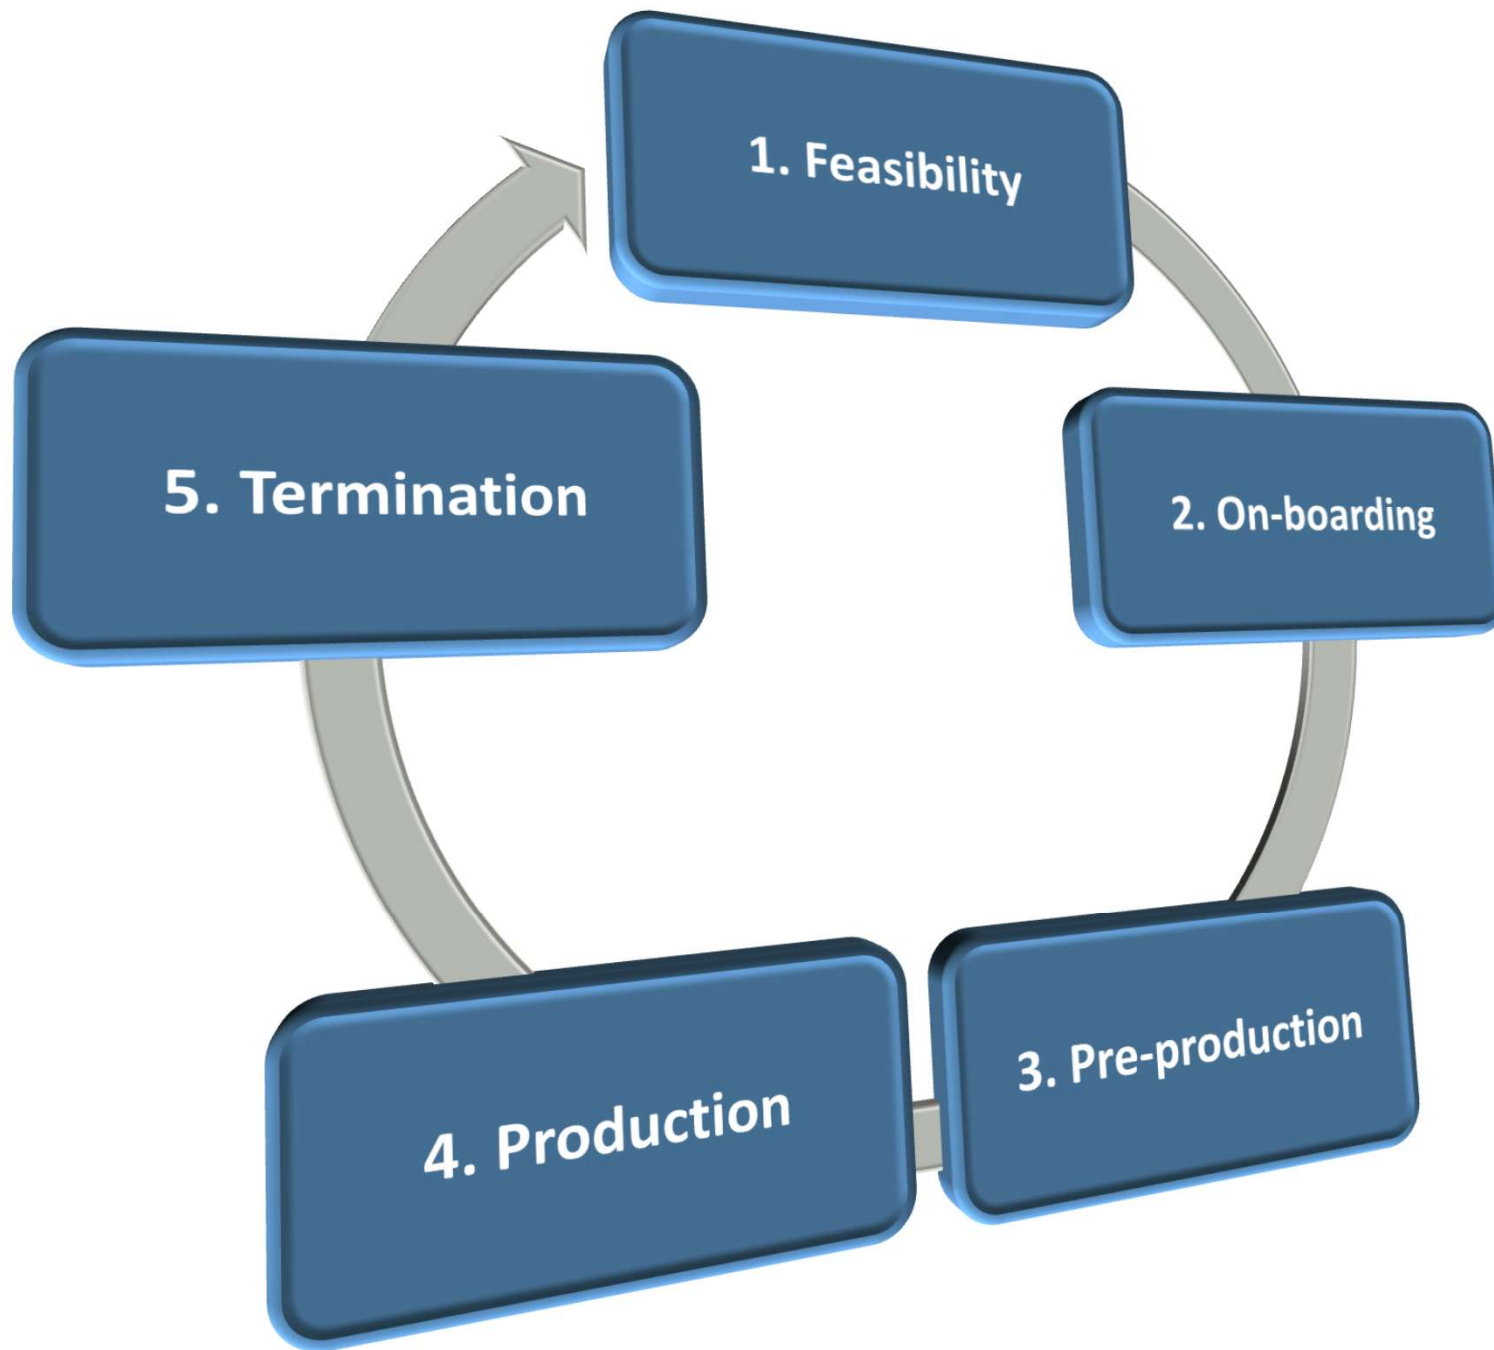 1. Feasibility
2. On-boarding
3. Pre-production
4. Production
5. Termination